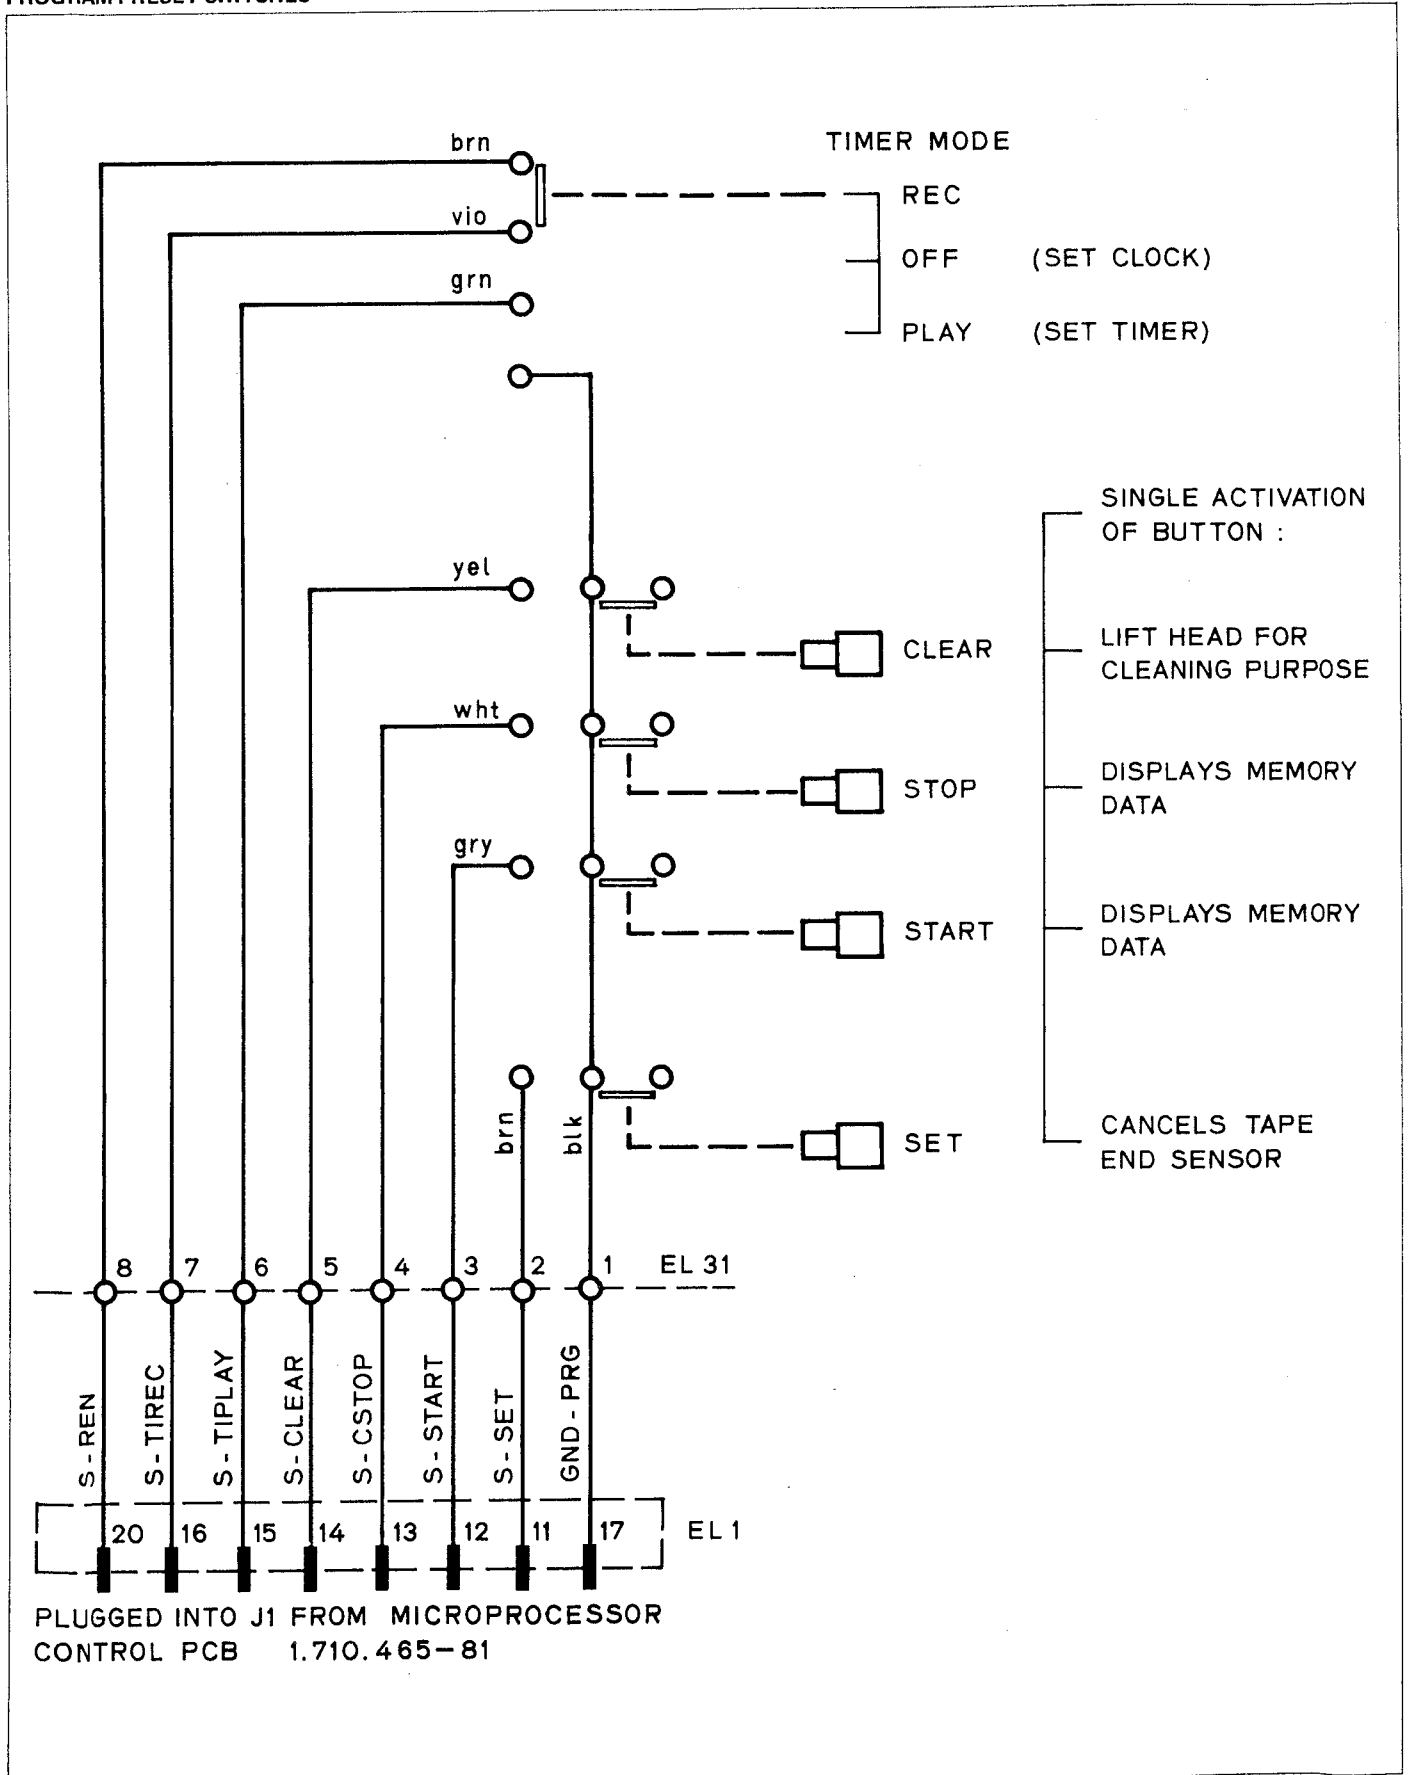 PROGRAM PRESET SWITCHES
brn
TIMER MODE
REC
vio
OFF (SET CLOCK)
grn
PLAY (SET TIMER)
SINGLE ACTIVATION
OF BUTTON :
yel
CLEAR
LIFT HEAD FOR
CLEANING PURPOSE
wht
STOP
DISPLAYS MEMORY
DATA
gry
START
DISPLAYS MEMORY
DATA
brn
blk
SET
CANCELS TAPE
END SENSOR
8 7 6 5 4 3 2 1 EL 31
S-REN
S-TIREC
S-TIPLAY
S-CLEAR
S-CSTOP
S-START
S-SET
GND-PRG
20 16 15 14 13 12 11 17 EL 1
PLUGGED INTO J1 FROM MICROPROCESSOR
CONTROL PCB 1.710.465-81